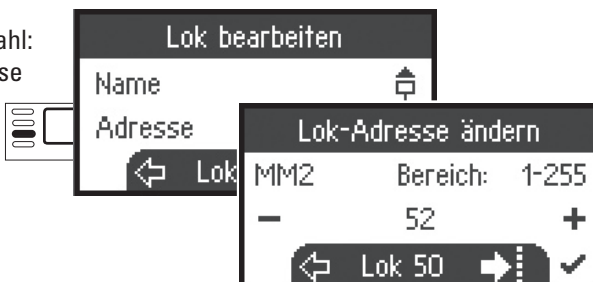 ahl:
se
Lok bearbeiten
Name
Adresse
Lok
Lok-Adresse ändern
MM2 Bereich: 1-255
– 52 +
Lok 50